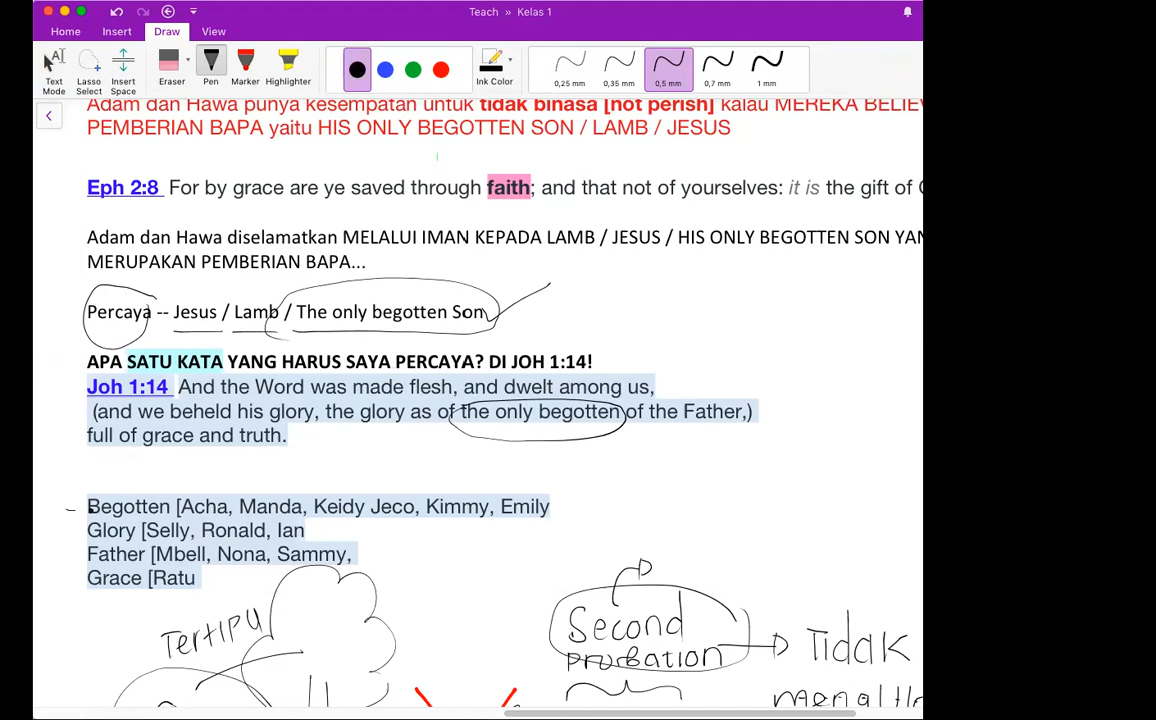 Teach » Kelas 1
Home Insert Draw View
Text Mode
Lasso Select
Insert Space
Eraser
Pen
Marker
Highlighter
Ink Color
0,25 mm
0,35 mm
0,5 mm
0,7 mm
1 mm
Adam dan Hawa punya kesempatan untuk tidak binasa [not perish] kalau MEREKA BELIE
PEMBERIAN BAPA yaitu HIS ONLY BEGOTTEN SON / LAMB / JESUS
Eph 2:8 For by grace are ye saved through faith; and that not of yourselves: it is the gift of
Adam dan Hawa diselamatkan MELALUI IMAN KEPADA LAMB / JESUS / HIS ONLY BEGOTTEN SON YAN
MERUPAKAN PEMBERIAN BAPA...
Percaya -- Jesus / Lamb / The only begotten Son
APA SATU KATA YANG HARUS SAYA PERCAYA? DI JOH 1:14!
Joh 1:14 And the Word was made flesh, and dwelt among us,
(and we beheld his glory, the glory as of the only begotten of the Father,)
full of grace and truth.
Begotten [Acha, Manda, Keidy Jeco, Kimmy, Emily
Glory [Selly, Ronald, Ian
Father [Mbell, Nona, Sammy,
Grace [Ratu
Tertipu
Second
probation
Tidak